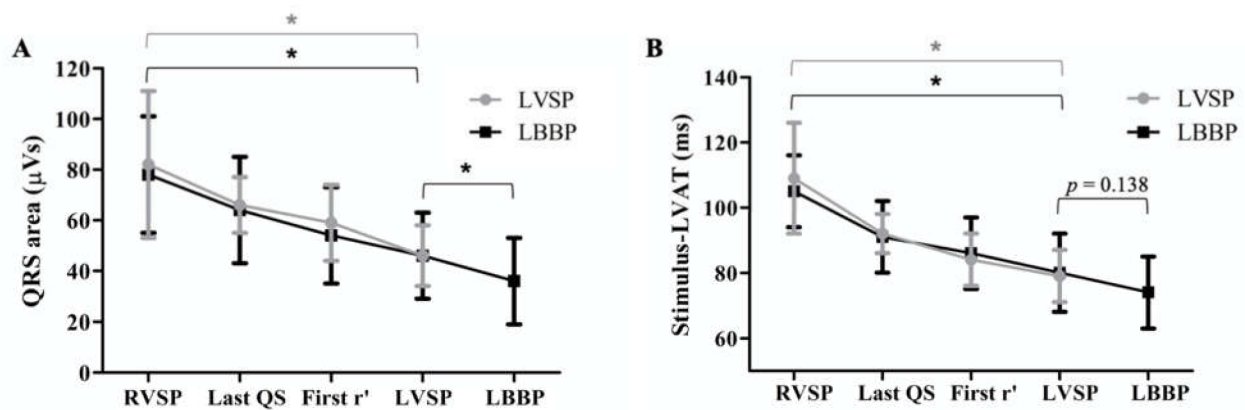 A
*
*
120
100
80
60
40
20
0
QRS area (μVs)
LVSP
LBBP
*
RVSP Last QS First r' LVSP LBBP
B
*
*
140
120
100
80
60
Stimulus-LVAT (ms)
LVSP
LBBP
p = 0.138
RVSP Last QS First r' LVSP LBBP